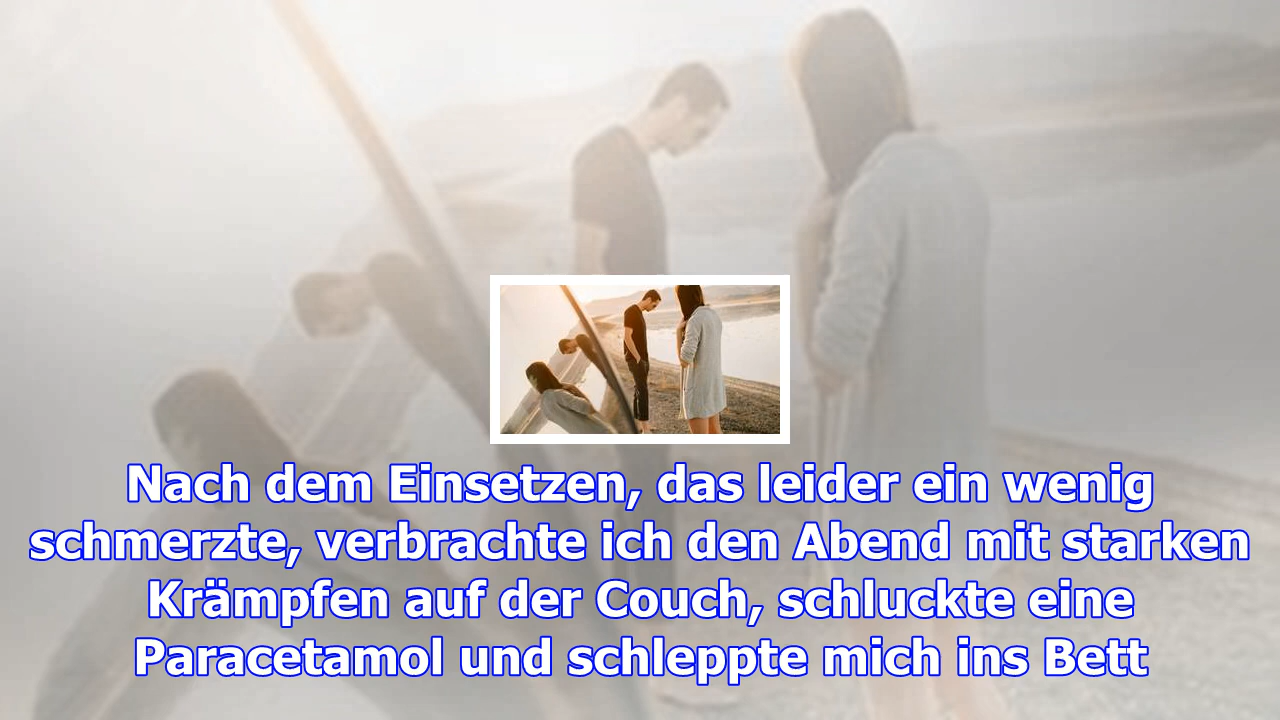 Nach dem Einsetzen, das leider ein wenig
schmerzte, verbrachte ich den Abend mit starken
Krämpfen auf der Couch, schluckte eine
Paracetamol und schleppte mich ins Bett